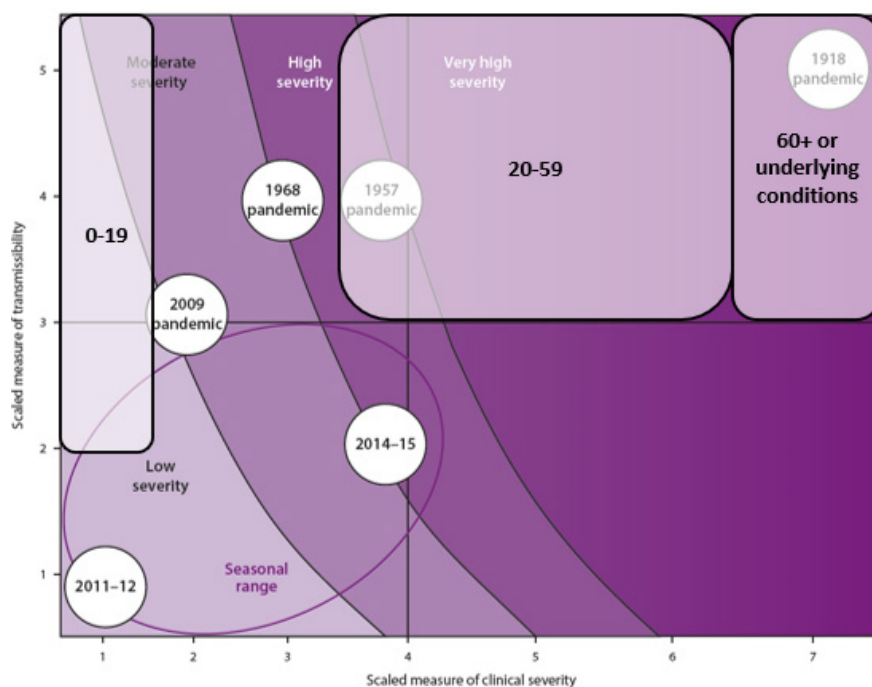 5
4
3
2
1
Scaled measure of transmissibility
Moderate
severity
High
severity
Very high
severity
1918
pandemic
60+ or
underlying
conditions
20-59
1968
pandemic
1957
pandemic
0-19
2009
pandemic
2014–15
Low
severity
Seasonal
range
2011–12
1 2 3 4 5 6 7
Scaled measure of clinical severity